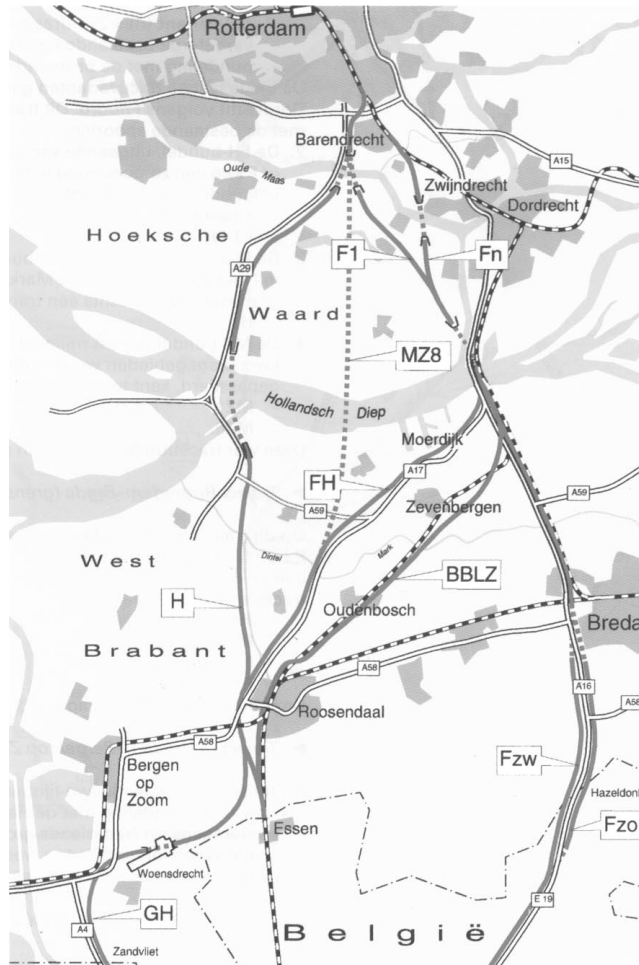 Rotterdam
Barendrecht
A15
Oude Maas
Zwijndrecht
Dordrecht
Hoeksche
F1
Fn
A29
Waard
MZ8
Hollandsch Diep
Moerdijk
FH
A17
A59
Zevenbergen
A59
West
Dintel
Mark
BBLZ
H
Oudenbosch
Breda
Brabant
A58
A16
A58
Roosendaal
A58
Bergen
op
Zoom
Fzw
Hazeldonk
Fzo
Essen
Woensdrecht
E 19
GH
A4
België
Zandvliet